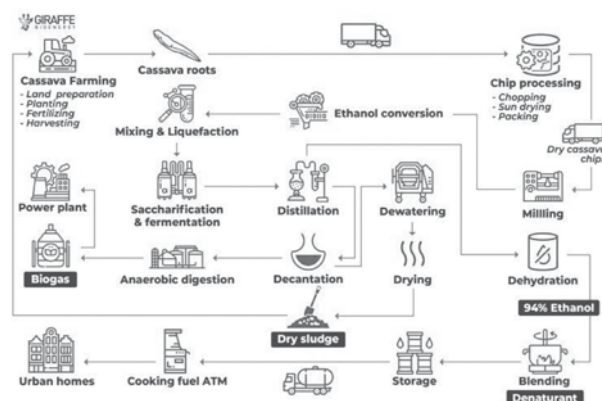 GIRAFFE
BIOENERGY
Cassava Farming
- Land preparation
- Planting
- Fertilizing
- Harvesting
Cassava roots
Chip processing
- Chopping
- Sun drying
- Packing
Mixing & Liquefaction
Ethanol conversion
Dry cassava
chip
Power plant
Saccharification
& fermentation
Distillation
Dewatering
Millling
Biogas
Anaerobic digestion
Decantation
Drying
Dehydration
94% Ethanol
Dry sludge
Urban homes
Cooking fuel ATM
Storage
Blending
Denaturant